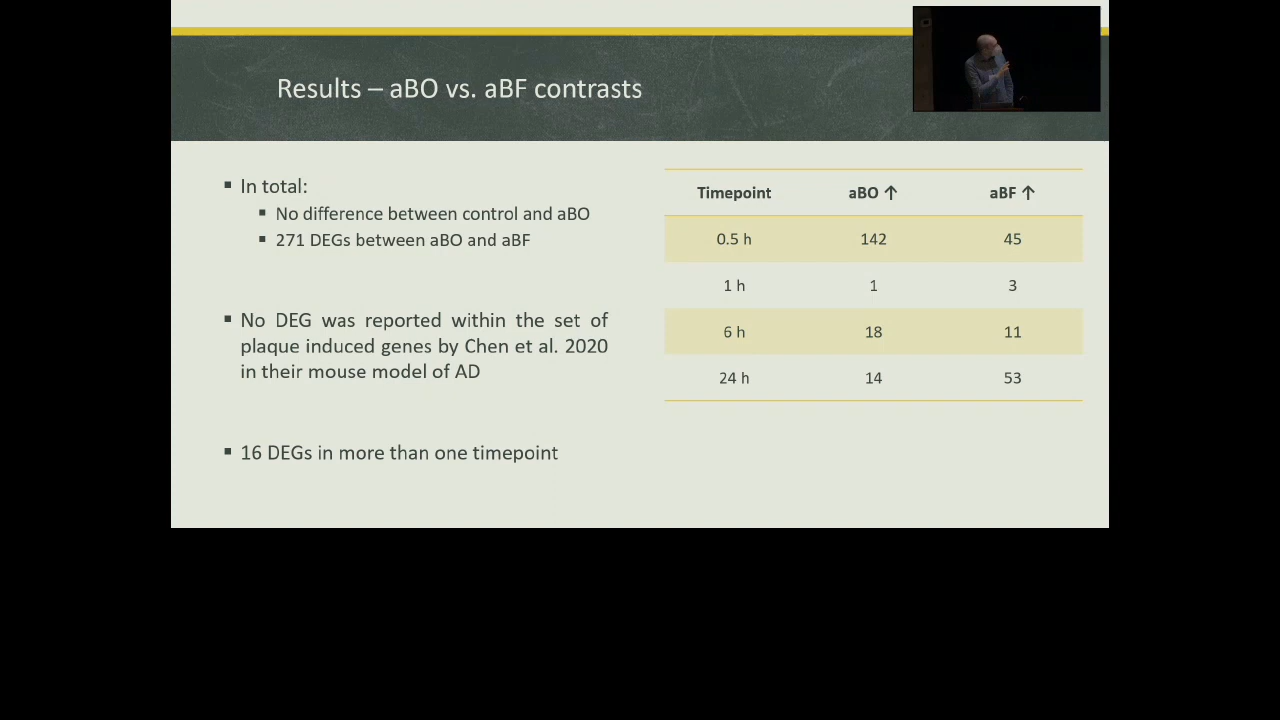 Results – aBO vs. aBF contrasts
▪ In total:
▪ No difference between control and aBO
▪ 271 DEGs between aBO and aBF
▪ No DEG was reported within the set of
plaque induced genes by Chen et al. 2020
in their mouse model of AD
▪ 16 DEGs in more than one timepoint
Timepoint aBO ↑ aBF ↑
0.5 h 142 45
1 h 1 3
6 h 18 11
24 h 14 53